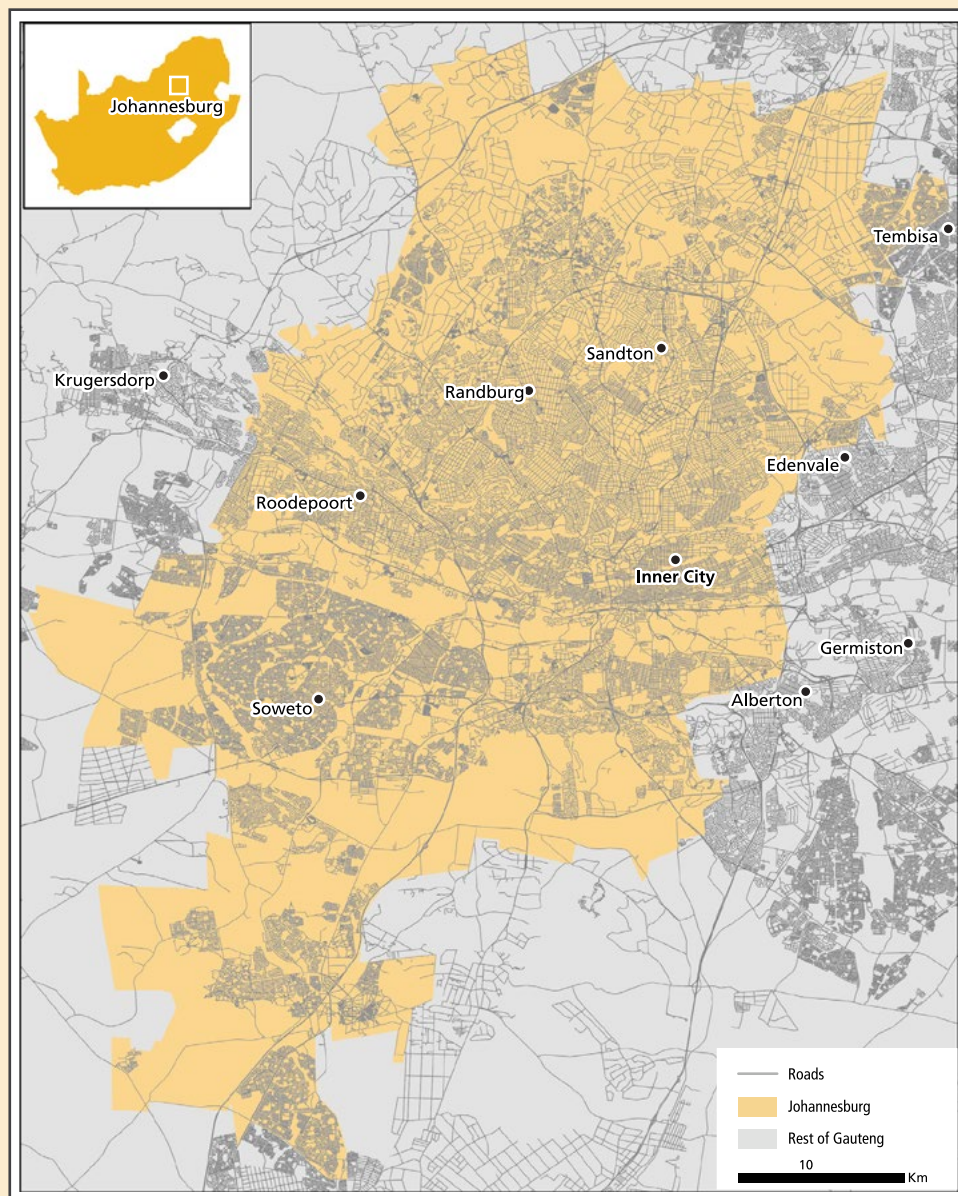 Johannesburg
Tembisa
Sandton
Krugersdorp
Randburg
Edenvale
Roodepoort
Inner City
Germiston
Alberton
Soweto
Roads
Johannesburg
Rest of Gauteng
10
Km